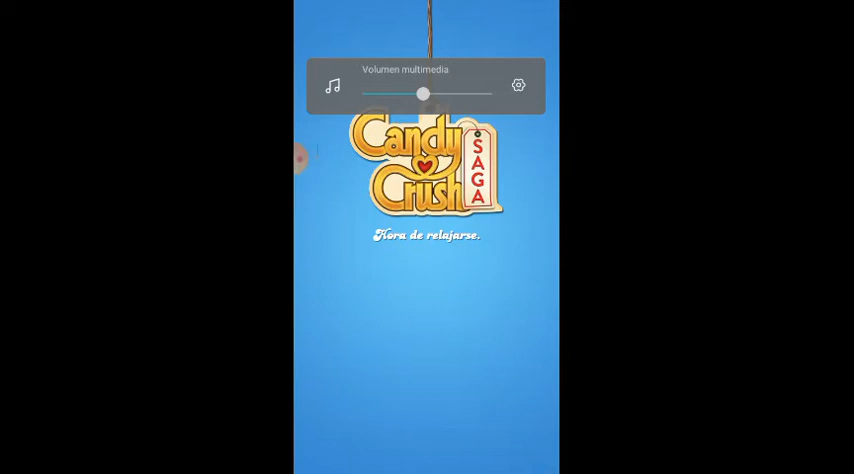 Volumen multimedia
Candy
Crush
SAGA
Hora de relajarse.